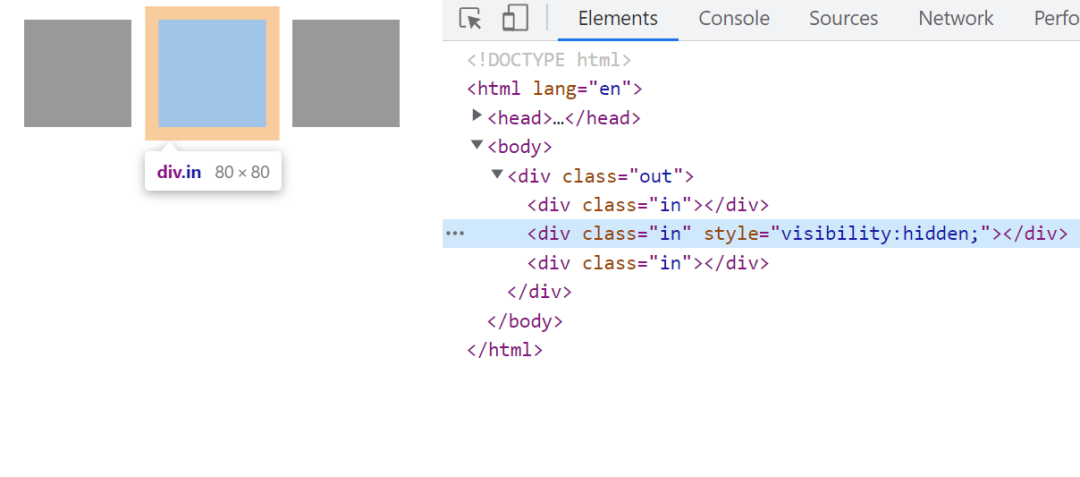 Elements Console Sources Network Perfo
<!DOCTYPE html>
<html lang="en">
<head>…</head>
<body>
<div class="out">
<div class="in"></div>
<div class="in" style="visibility:hidden;"></div>
<div class="in"></div>
</div>
</body>
</html>
div.in 80 × 80